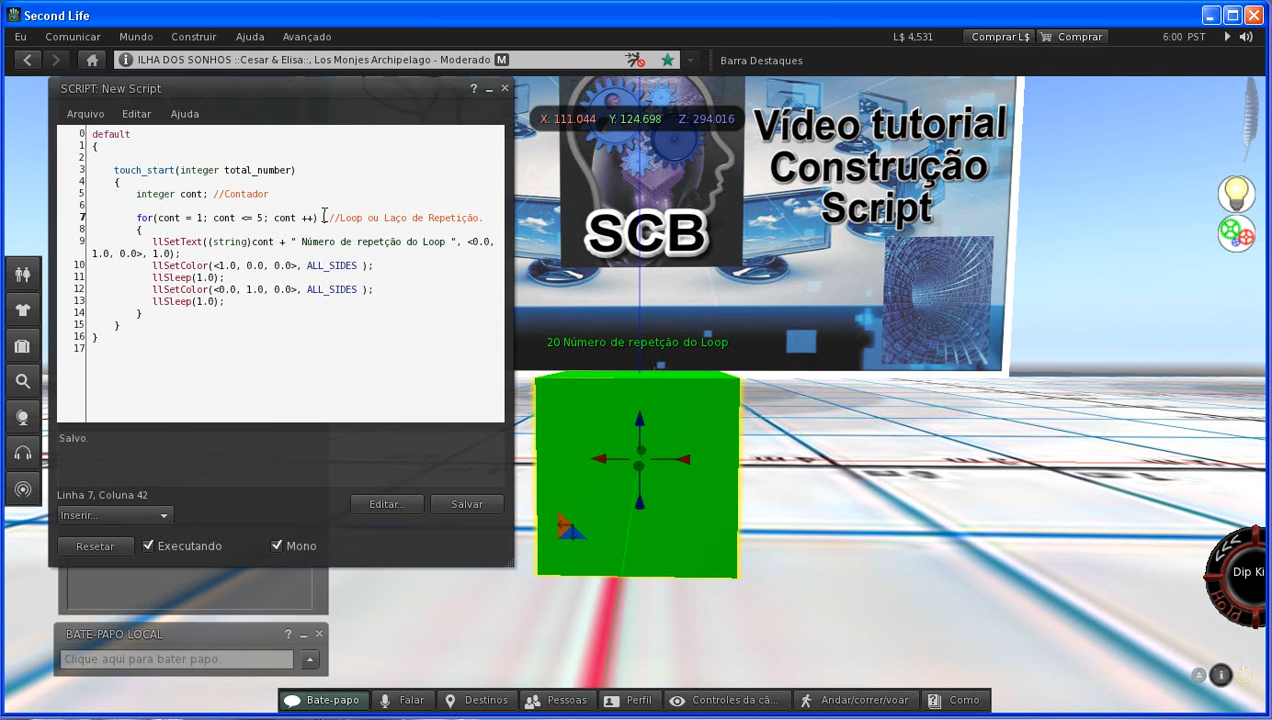 Second Life
Eu Comunicar Mundo Construir Ajuda Avançado L$ 4,531 Comprar L$ Comprar 6:00 PST
ILHA DOS SONHOS ::Cesar & Elisa::, Los Monjes Archipelago - Moderado M Barra Destaques
SCRIPT: New Script ?
Arquivo Editar Ajuda
0 default
1 {
2
3 touch_start(integer total_number)
4 {
5 integer cont; //Contador
6
7 for(cont = 1; cont <= 5; cont ++) //Loop ou Laço de Repetição.
8 {
9 llSetText((string)cont + " Número de repetção do Loop ", <0.0,
1.0, 0.0>, 1.0);
10 llSetColor(<1.0, 0.0, 0.0>, ALL_SIDES );
11 llSleep(1.0);
12 llSetColor(<0.0, 1.0, 0.0>, ALL_SIDES );
13 llSleep(1.0);
14 }
15 }
16 }
17
Salvo.
Linha 7, Coluna 42
Inserir...
Editar... Salvar
Resetar Executando Mono
X: 111.044 Y: 124.698 Z: 294.016
SCB
Vídeo tutorial
Construção
Script
20 Número de repetção do Loop
Dip Ki
Hold
BATE-PAPO LOCAL ?
Clique aqui para bater papo.
Bate-papo Falar Destinos Pessoas Perfil Controles da câ... Andar/correr/voar Como